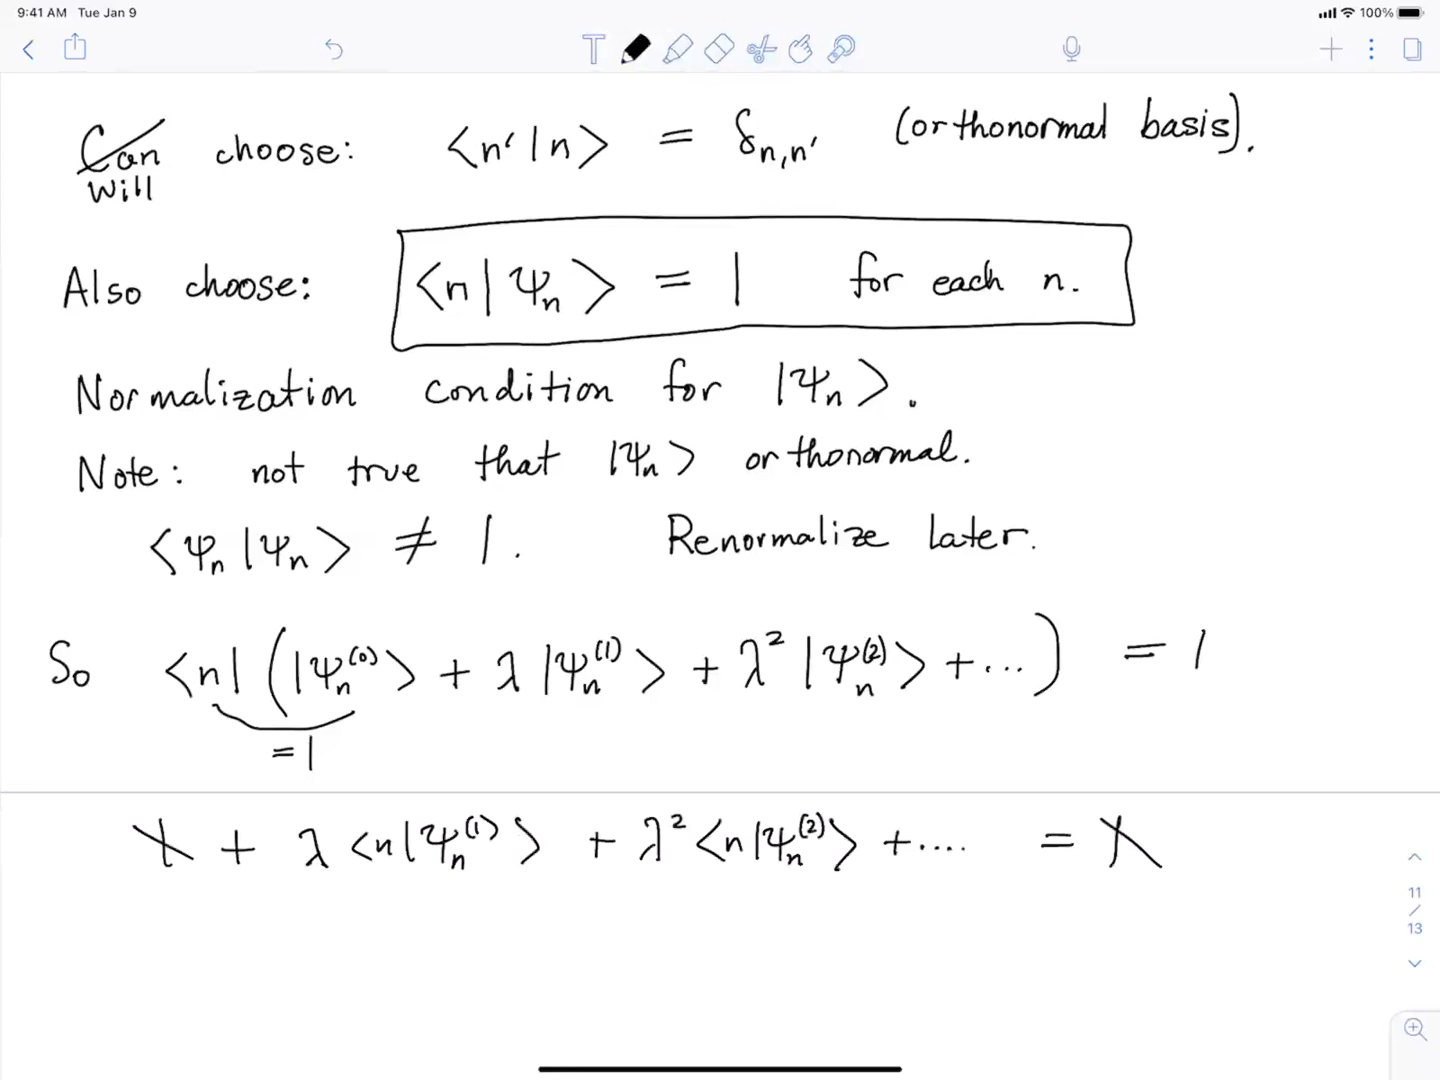 9:41 AM Tue Jan 9 100%
T
Can choose: <n'|n> = δn,n' (orthonormal basis).
Will
Also choose: <n|Ψn> = 1 for each n.
Normalization condition for |Ψn>.
Note: not true that |Ψn> orthonormal.
<Ψn|Ψn> ≠ 1. Renormalize later.
So <n| (|Ψn^(0)> + λ |Ψn^(1)> + λ² |Ψn^(2)> + ...) = 1
= 1
1 + λ <n|Ψn^(1)> + λ² <n|Ψn^(2)> + .... = 1
11
/
13